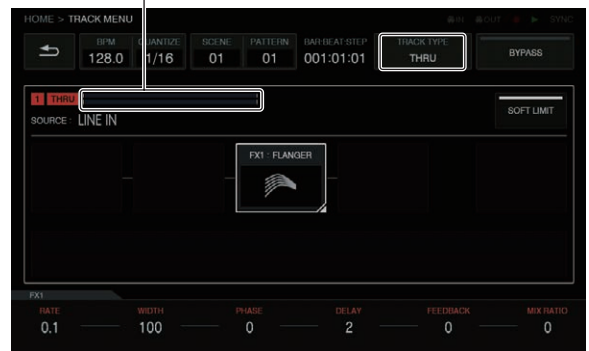 HOME > TRACK MENU
IN OUT SYNC
BPM QUANTIZE SCENE PATTERN BAR:BEAT:STEP TRACK TYPE
128.0 1/16 01 01 001:01:01 THRU BYPASS
1 THRU
SOURCE : LINE IN
SOFT LIMIT
FX1 : FLANGER
FX1
RATE WIDTH PHASE DELAY FEEDBACK MIX RATIO
0.1 100 0 2 0 0